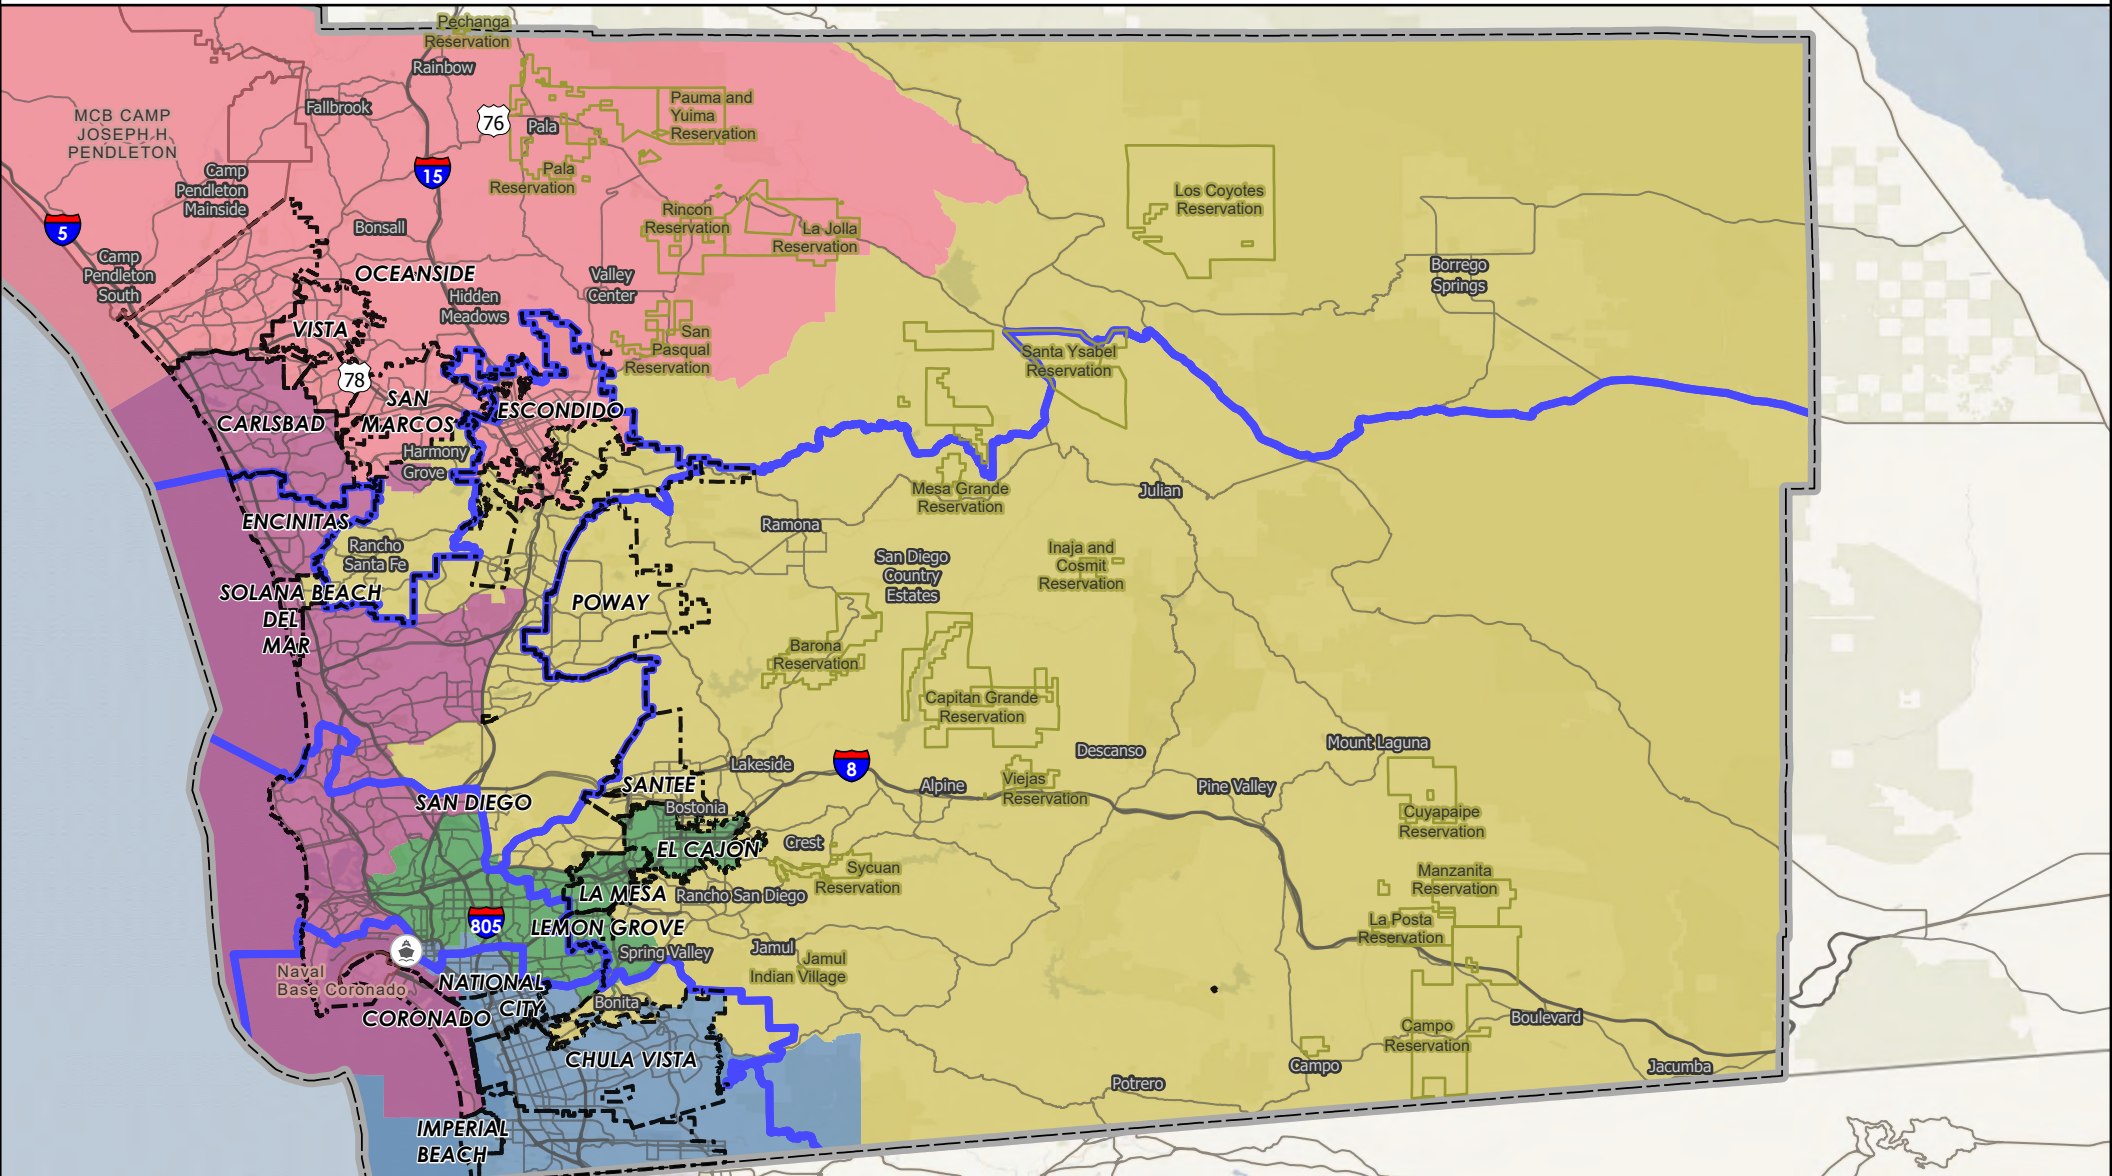 Pechanga
Reservation
Rainbow
Fallbrook
76
Pala
Pauma and
Yuima
Reservation
MCB CAMP
JOSEPH H
PENDLETON
Camp
Pendleton
Mainside
15
Pala
Reservation
Los Coyotes
Reservation
5
Bonsall
Rincon
Reservation
La Jolla
Reservation
Camp
Pendleton
South
OCEANSIDE
Hidden
Meadows
Valley
Center
Borrego
Springs
VISTA
San
Pasqual
Reservation
Santa Ysabel
Reservation
78
SAN
MARCOS
ESCONDIDO
CARLSBAD
Harmony
Grove
Mesa Grande
Reservation
Julian
ENCINITAS
Ramona
Rancho
Santa Fe
San Diego
Country
Estates
Inaja and
Cosmit
Reservation
SOLANA BEACH
DEL
MAR
POWAY
Barona
Reservation
Capitan Grande
Reservation
Descanso
Mount Laguna
Lakeside
8
SANTEE
Alpine
Viejas
Reservation
Pine Valley
SAN DIEGO
Bostonia
Cuyapaipe
Reservation
EL CAJON
Crest
Sycuan
Reservation
Manzanita
Reservation
LA MESA
Rancho San Diego
805
LEMON GROVE
La Posta
Reservation
Spring Valley
Jamul
Jamul
Indian Village
Naval
Base Coronado
NATIONAL
CITY
Bonita
CORONADO
Boulevard
Campo
Reservation
CHULA VISTA
Campo
Jacumba
Potrero
IMPERIAL
BEACH